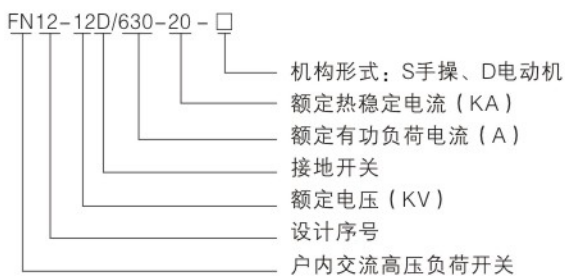 FN12-12D/630-20-□
机构形式：S手操、D电动机
额定热稳定电流（KA）
额定有功负荷电流（A）
接地开关
额定电压（KV）
设计序号
户内交流高压负荷开关